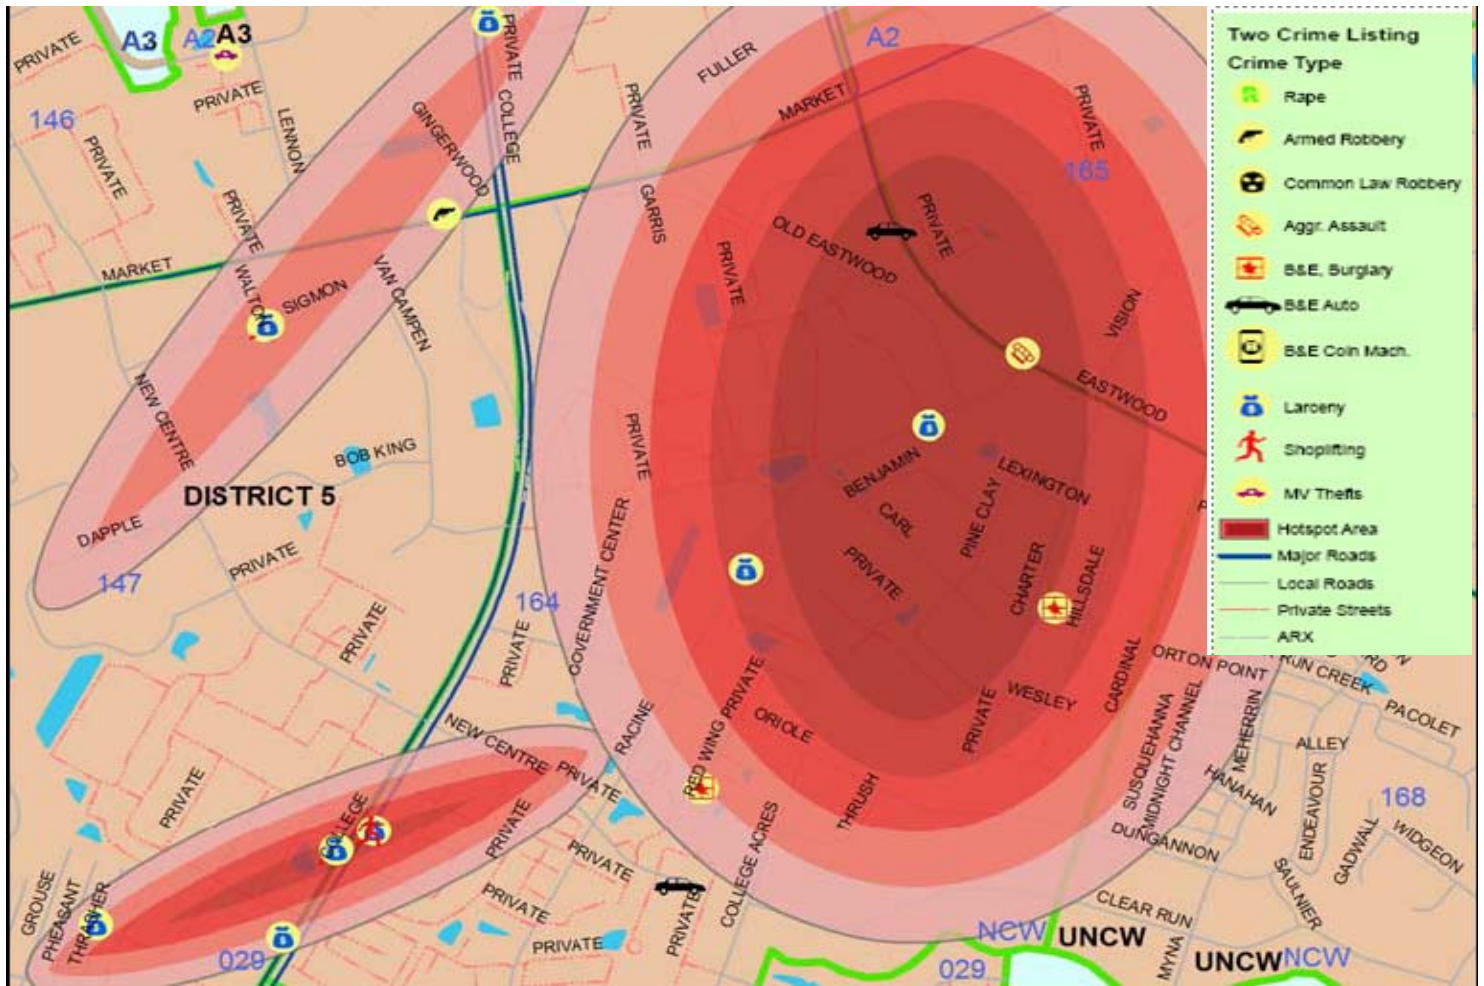 A3
A2
A3
PRIVATE
PRIVATE
146
LENNON
PRIVATE
PRIVATE
GINGERWOOD
PRIVATE
COLLEGE
MARKET
WALTON
SIGMON
VAN CAMPEN
NEW CENTRE
BOB KING
DISTRICT 5
DAPPLE
147
PRIVATE
PRIVATE
164
PRIVATE
FULLER
MARKET
A2
PRIVATE
GARRIS
PRIVATE
PRIVATE
165
OLD EASTWOOD
PRIVATE
VISION
EASTWOOD
PRIVATE
BENJAMIN
LEXINGTON
CARL
PINE CLAY
PRIVATE
CHARTER
HILLSDALE
GOVERNMENT CENTER
RACINE
RED WING
PRIVATE
ORIOLE
PRIVATE
WESLEY
CARDINAL
THRUSH
COLLEGE ACRES
ORTON POINT
RUN CREEK
PACOLET
SUSQUEHANNA
MIDNIGHT CHANNEL
MEHERRIN
ALLEY
HANAHAN
ENDEAVOUR
168
GADWALL
WIDGEON
DUNGANNON
SAULNIER
CLEAR RUN
MYNA
NCW
UNCW
UNCW
NCW
029
NEW CENTRE
PRIVATE
PRIVATE
COLLEGE
PRIVATE
PRIVATE
PRIVATE
PRIVATE
PRIVATE
GROUSE
PHEASANT
THRASHER
029
Two Crime Listing
Crime Type
Rape
Armed Robbery
Common Law Robbery
Aggr. Assault
B&E, Burglary
B&E Auto
B&E Coin Mach.
Larceny
Shoplifting
MV Thefts
Hotspot Area
Major Roads
Local Roads
Private Streets
ARX